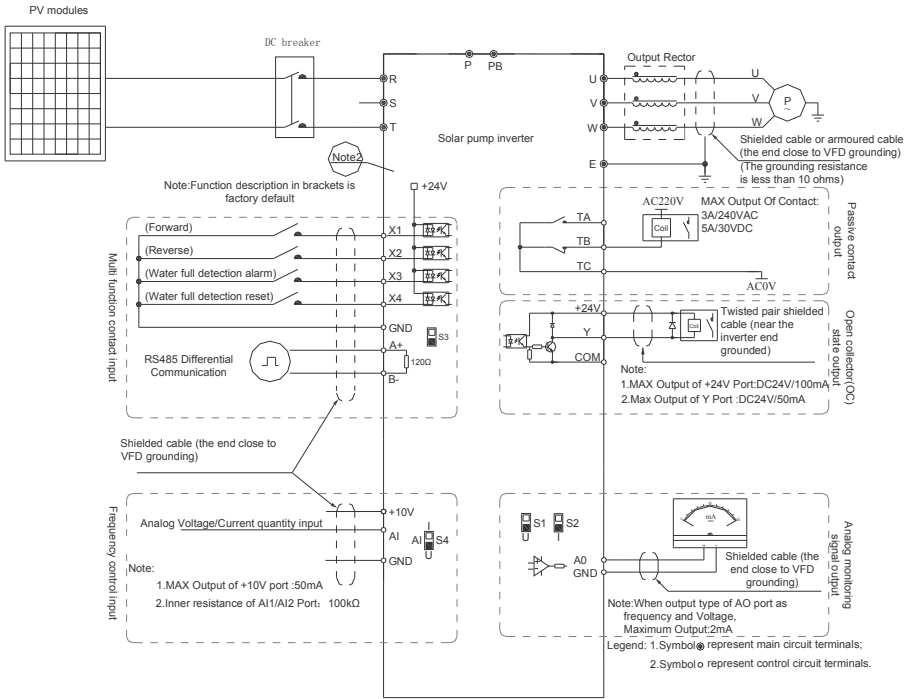 PV modules
DC breaker
P PB
Output Rector
R
S
T
U
V
W
E
U
V
W
P
~
Solar pump inverter
Note2
Shielded cable or armoured cable
(the end close to VFD grounding)
(The grounding resistance
is less than 10 ohms)
Note:Function description in brackets is
factory default
+24V
Multi function contact input
(Forward)
X1
(Reverse)
X2
(Water full detection alarm)
X3
(Water full detection reset)
X4
GND
S3
RS485 Differential
Communication
A+
120Ω
B-
Shielded cable (the end close to
VFD grounding)
Frequency control input
+10V
Analog Voltage/Current quantity input
AI
GND
I
AI S4
U
Note:
1.MAX Output of +10V port :50mA
2.Inner resistance of AI1/AI2 Port: 100kΩ
Passive contact
output
TA
TB
TC
AC220V
Coil
MAX Output Of Contact:
3A/240VAC
5A/30VDC
AC0V
Open collector(OC)
state output
+24V
Y
COM
Coil
Twisted pair shielded
cable (near the
inverter end
grounded)
Note:
1.MAX Output of +24V Port:DC24V/100mA
2.Max Output of Y Port :DC24V/50mA
Analog monitoring
signal output
S1 S2
U I
A0
GND
mA
- +
Shielded cable (the
end close to VFD
grounding)
Note:When output type of AO port as
frequency and Voltage,
Maximum Output:2mA
Legend: 1.Symbol represent main circuit terminals;
2.Symbol represent control circuit terminals.